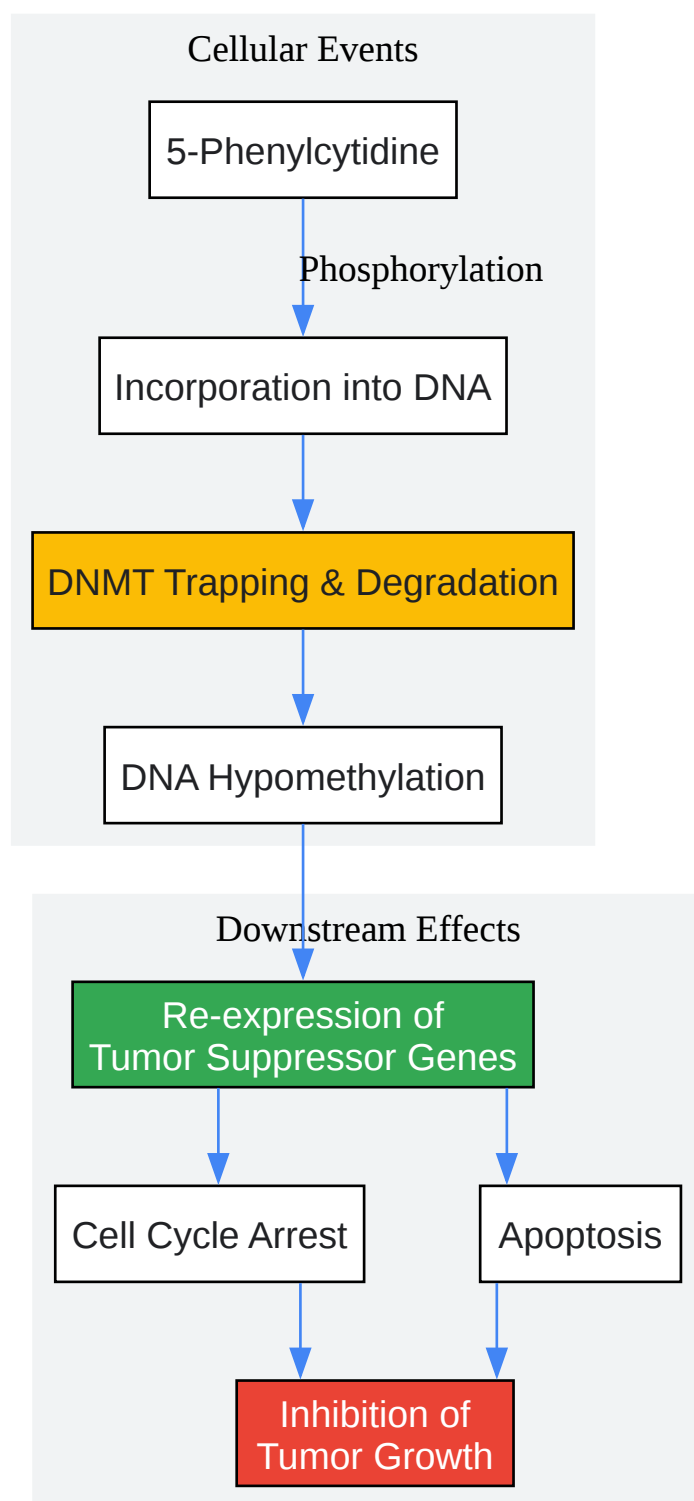 Cellular Events
5-Phenylcytidine
Phosphorylation
Incorporation into DNA
DNMT Trapping & Degradation
DNA Hypomethylation
Downstream Effects
Re-expression of
Tumor Suppressor Genes
Cell Cycle Arrest
Apoptosis
Inhibition of
Tumor Growth